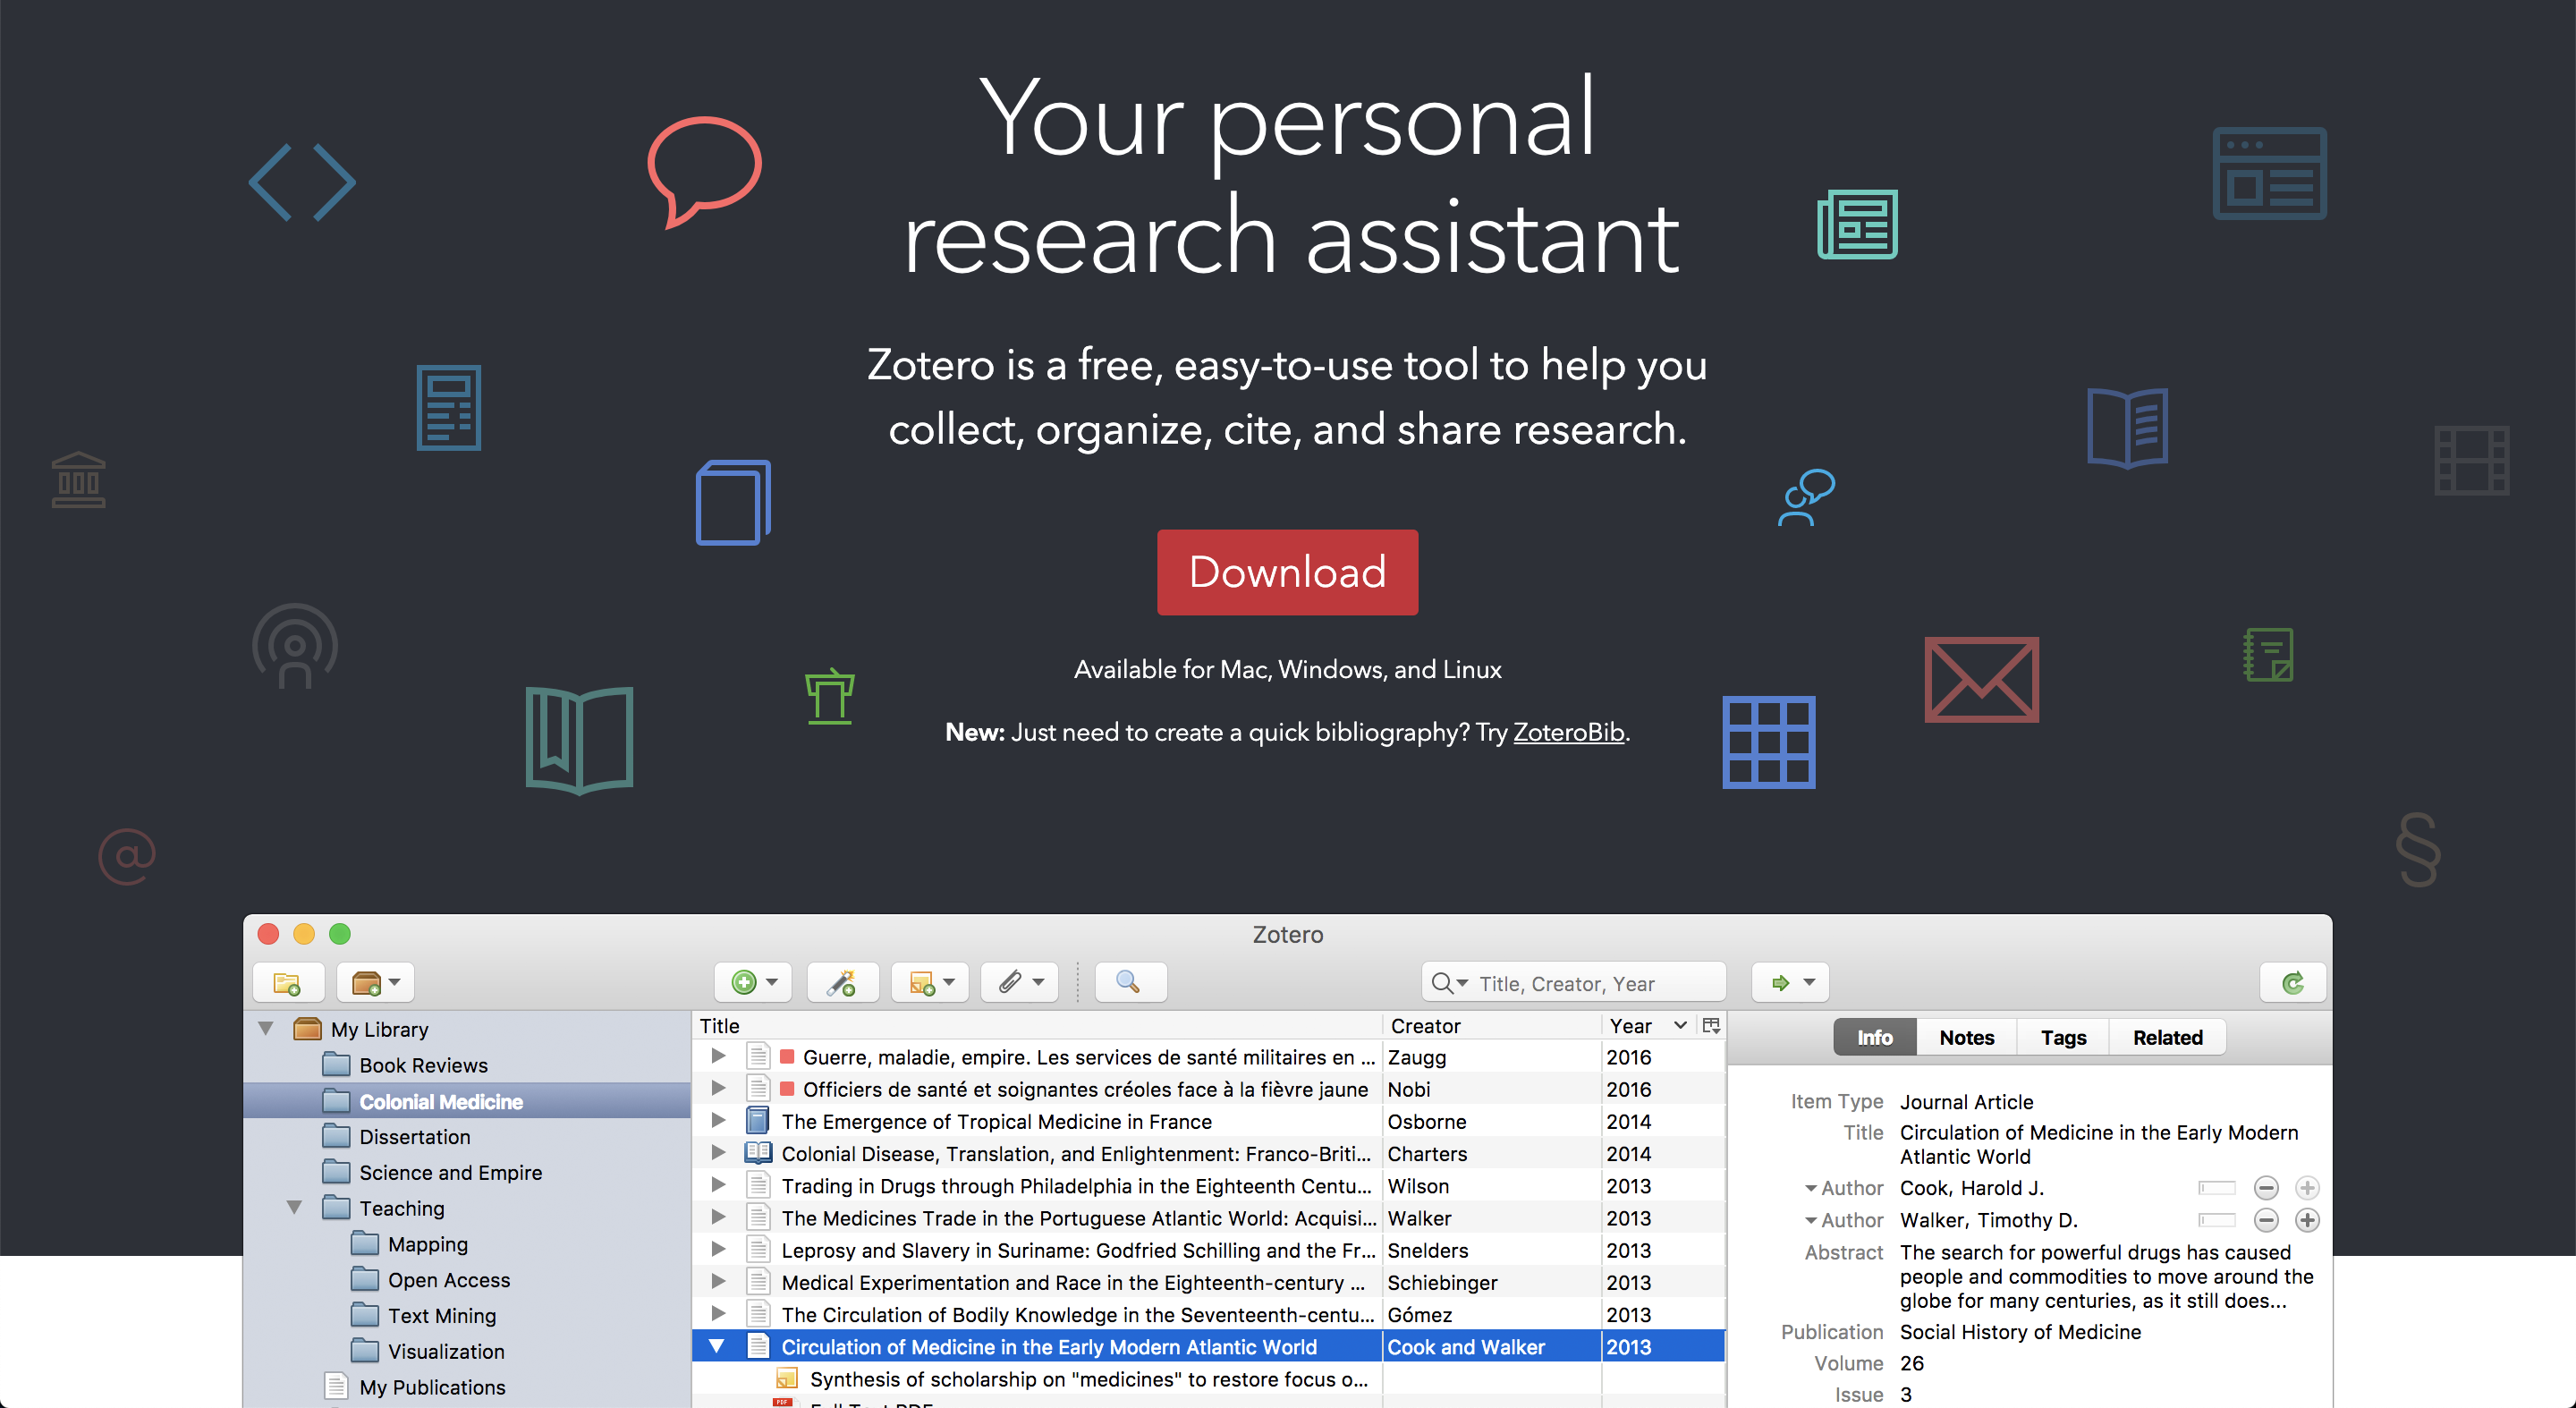 Your personal
research assistant
Zotero is a free, easy-to-use tool to help you
collect, organize, cite, and share research.
Download
Available for Mac, Windows, and Linux
New: Just need to create a quick bibliography? Try ZoteroBib.
@
§
Zotero
Title, Creator, Year
My Library
Book Reviews
Colonial Medicine
Dissertation
Science and Empire
Teaching
Mapping
Open Access
Text Mining
Visualization
My Publications
Title Creator Year
Guerre, maladie, empire. Les services de santé militaires en ... Zaugg 2016
Officiers de santé et soignantes créoles face à la fièvre jaune Nobi 2016
The Emergence of Tropical Medicine in France Osborne 2014
Colonial Disease, Translation, and Enlightenment: Franco-Briti... Charters 2014
Trading in Drugs through Philadelphia in the Eighteenth Centu... Wilson 2013
The Medicines Trade in the Portuguese Atlantic World: Acquisi... Walker 2013
Leprosy and Slavery in Suriname: Godfried Schilling and the Fr... Snelders 2013
Medical Experimentation and Race in the Eighteenth-century ... Schiebinger 2013
The Circulation of Bodily Knowledge in the Seventeenth-centu... Gómez 2013
Circulation of Medicine in the Early Modern Atlantic World Cook and Walker 2013
Synthesis of scholarship on "medicines" to restore focus o...
PDF Full Text PDF
Info Notes Tags Related
Item Type Journal Article
Title Circulation of Medicine in the Early Modern
Atlantic World
Author Cook, Harold J.
Author Walker, Timothy D.
Abstract The search for powerful drugs has caused
people and commodities to move around the
globe for many centuries, as it still does...
Publication Social History of Medicine
Volume 26
Issue 3